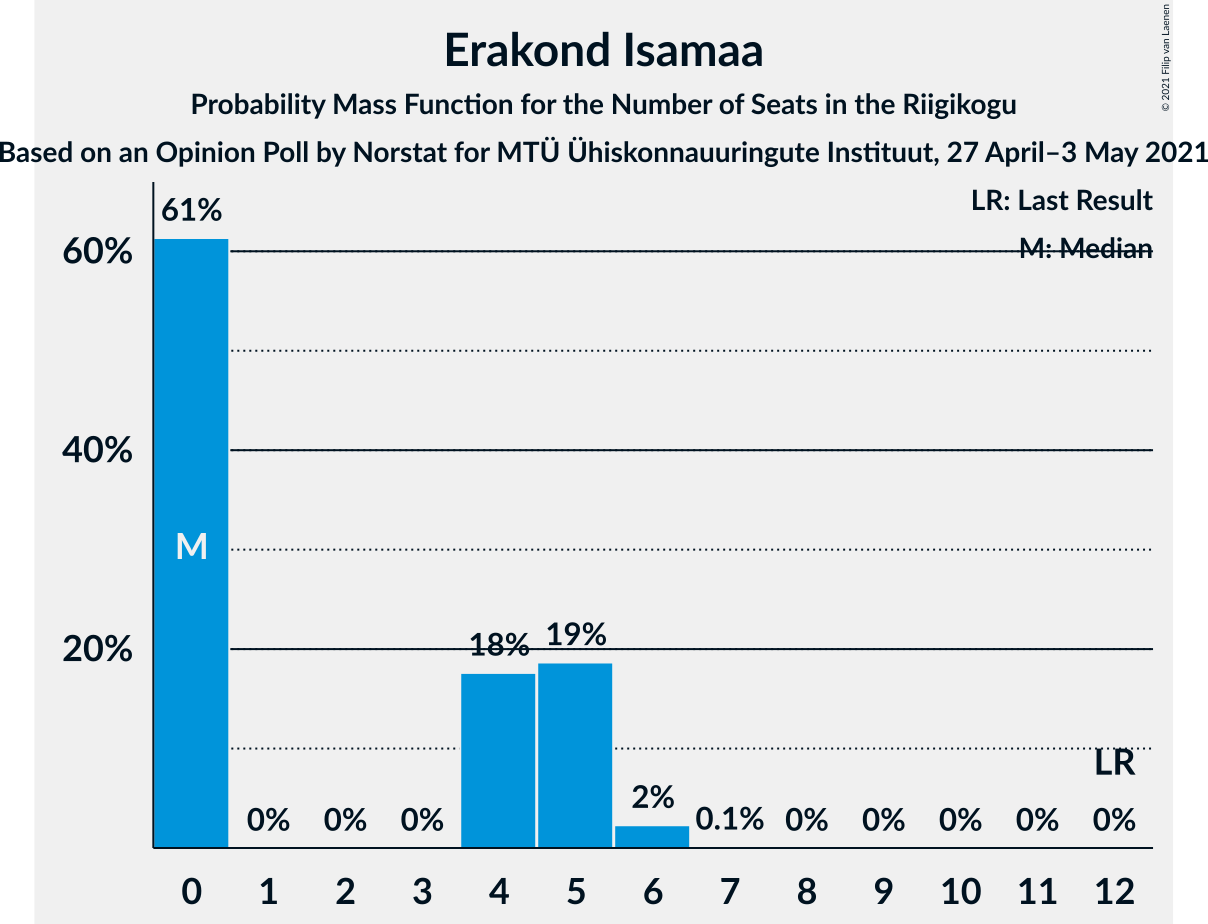 Erakond Isamaa
Probability Mass Function for the Number of Seats in the Riigikogu
Based on an Opinion Poll by Norstat for MTÜ Ühiskonnauuringute Instituut, 27 April–3 May 2021
© 2021 Filip van Laenen
LR: Last Result
M: Median
61%
60%
40%
20%
M
0%
0%
0%
18%
19%
2%
0.1%
0%
0%
0%
0%
LR
0%
0 1 2 3 4 5 6 7 8 9 10 11 12